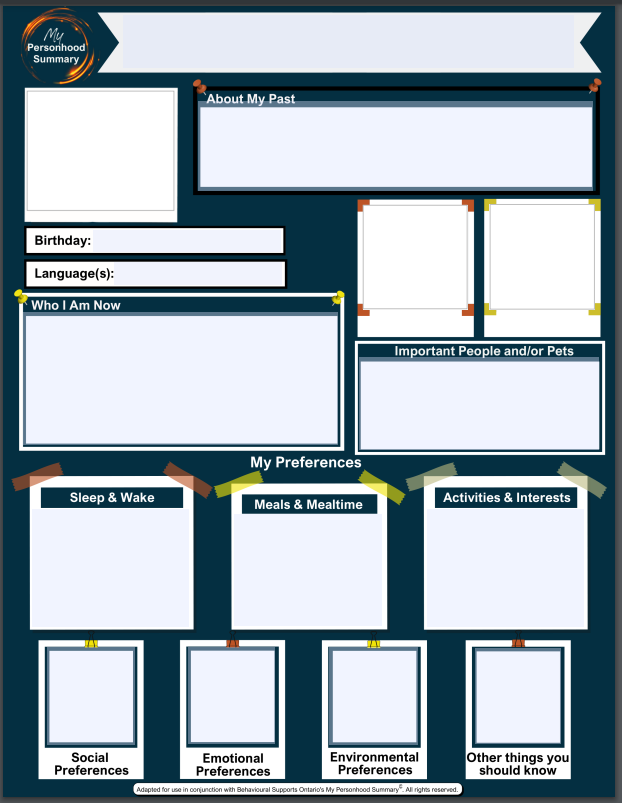 My
Personhood
Summary
About My Past
Birthday:
Language(s):
Who I Am Now
Important People and/or Pets
My Preferences
Sleep & Wake
Meals & Mealtime
Activities & Interests
Social
Preferences
Emotional
Preferences
Environmental
Preferences
Other things you
should know
Adapted for use in conjunction with Behavioural Supports Ontario's My Personhood Summary©. All rights reserved.